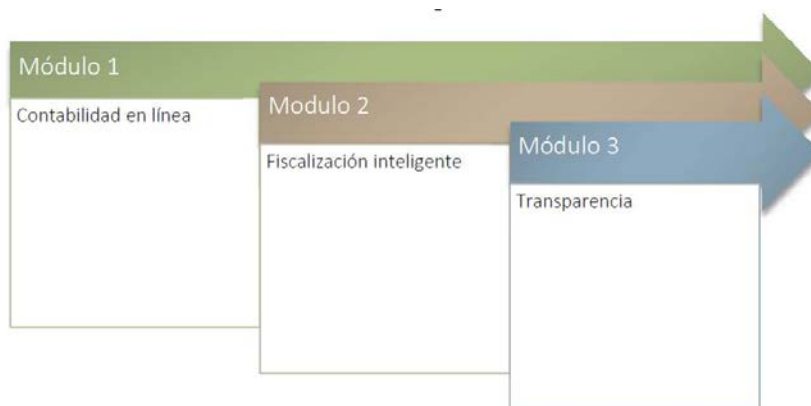 Módulo 1
Contabilidad en línea
Modulo 2
Fiscalización inteligente
Módulo 3
Transparencia